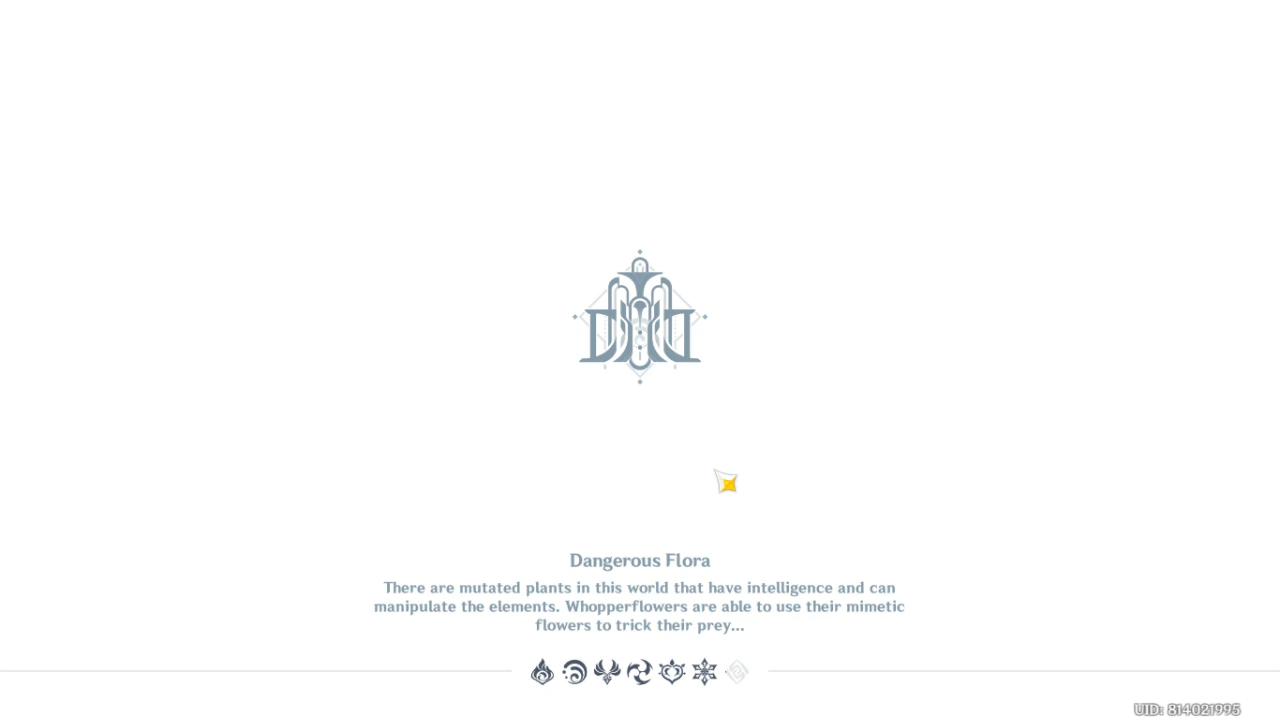 Dangerous Flora
There are mutated plants in this world that have intelligence and can
manipulate the elements. Whopperflowers are able to use their mimetic
flowers to trick their prey...
UID: 814021995